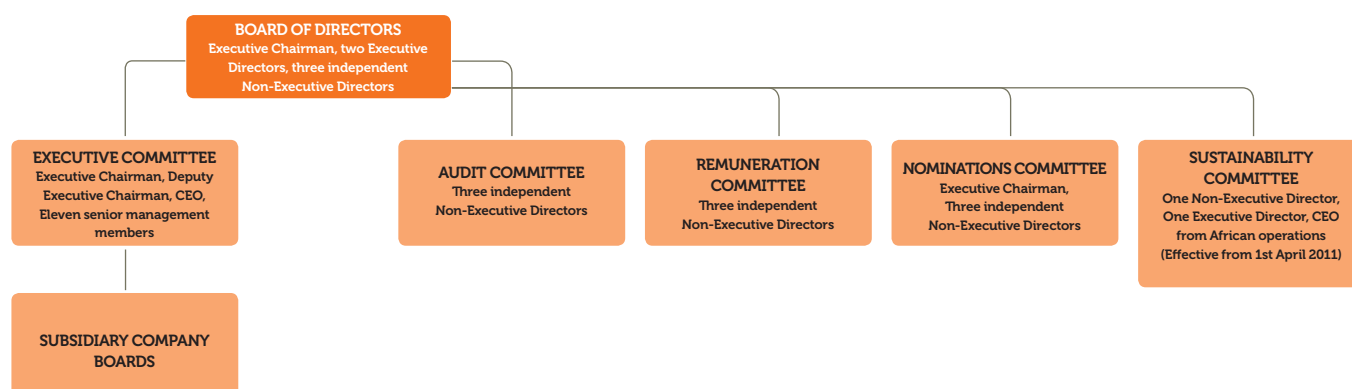 BOARD OF DIRECTORS
Executive Chairman, two Executive
Directors, three independent
Non-Executive Directors
EXECUTIVE COMMITTEE
Executive Chairman, Deputy
Executive Chairman, CEO,
Eleven senior management
members
AUDIT COMMITTEE
Three independent
Non-Executive Directors
REMUNERATION
COMMITTEE
Three independent
Non-Executive Directors
NOMINATIONS COMMITTEE
Executive Chairman,
Three independent
Non-Executive Directors
SUSTAINABILITY
COMMITTEE
One Non-Executive Director,
One Executive Director, CEO
from African operations
(Effective from 1st April 2011)
SUBSIDIARY COMPANY
BOARDS